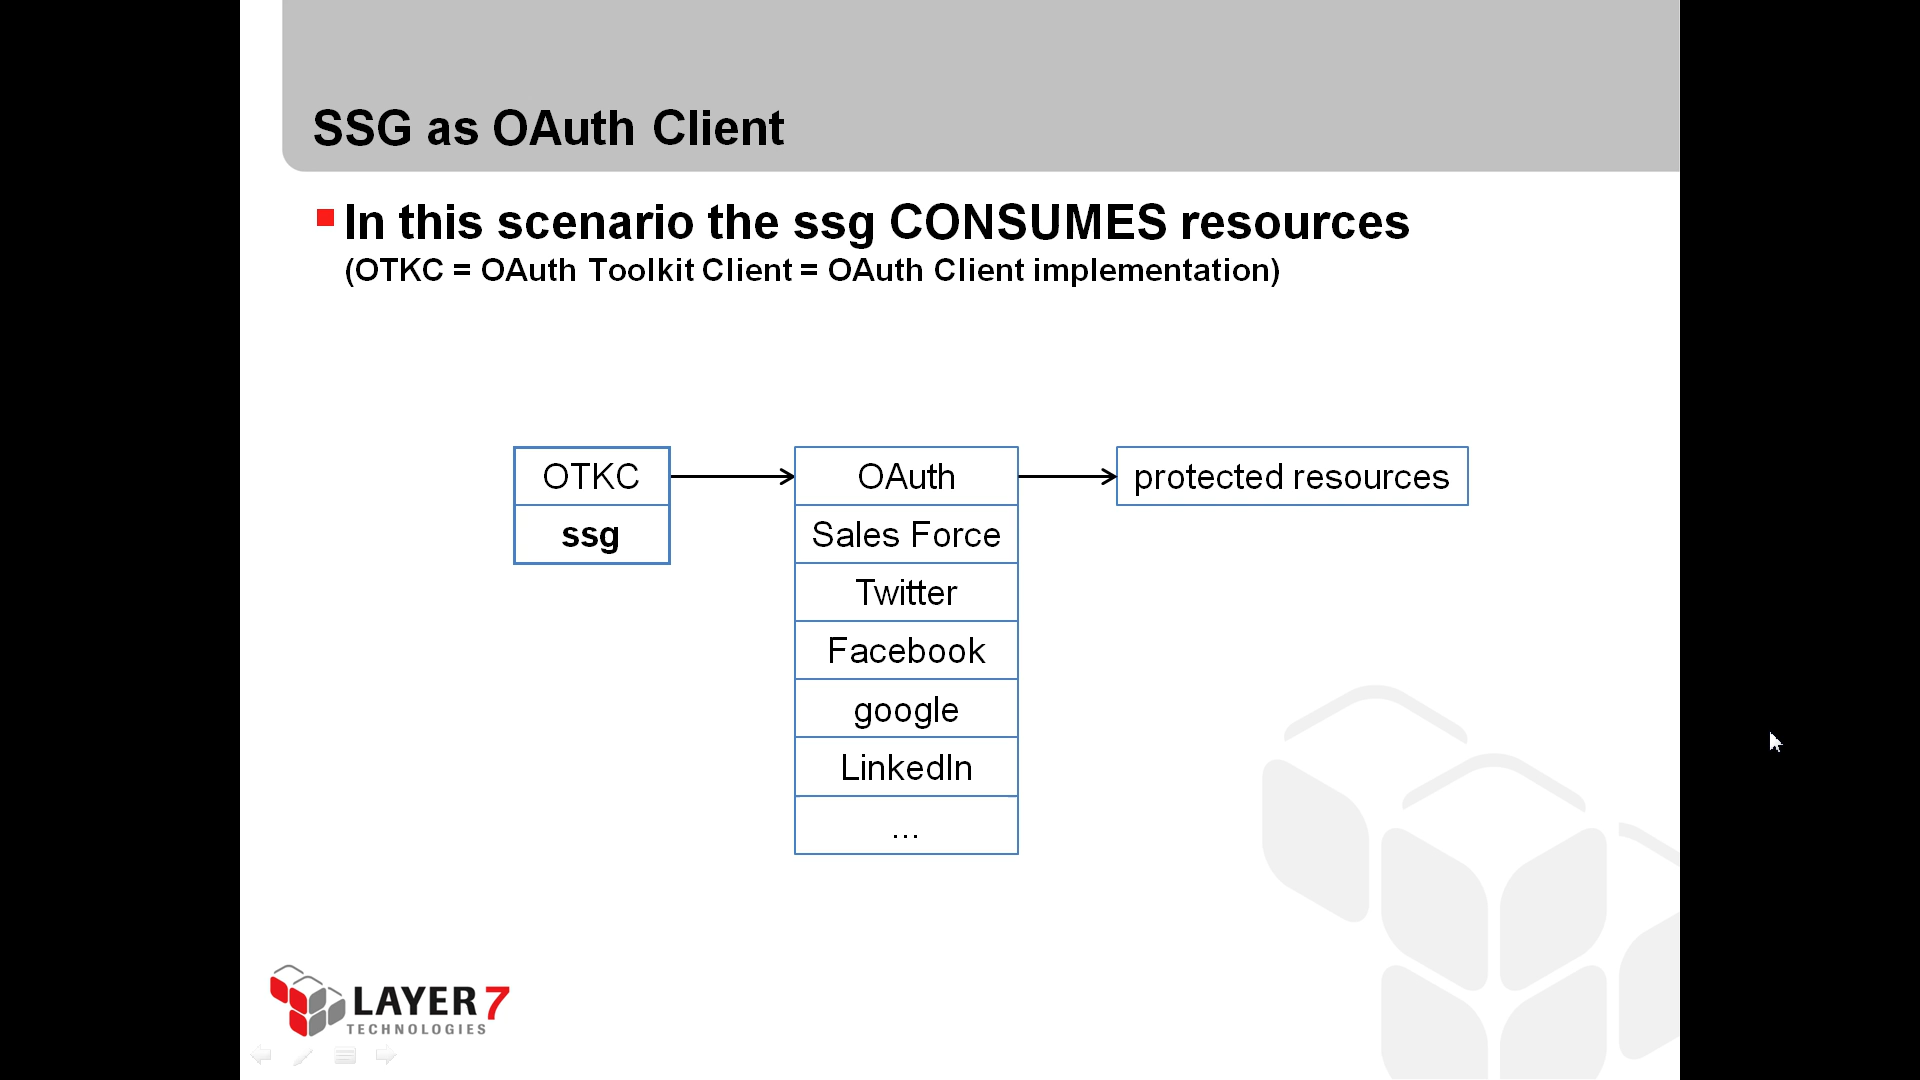 SSG as OAuth Client
In this scenario the ssg CONSUMES resources
(OTKC = OAuth Toolkit Client = OAuth Client implementation)
OTKC
ssg
OAuth
Sales Force
Twitter
Facebook
google
LinkedIn
...
protected resources
LAYER 7
TECHNOLOGIES